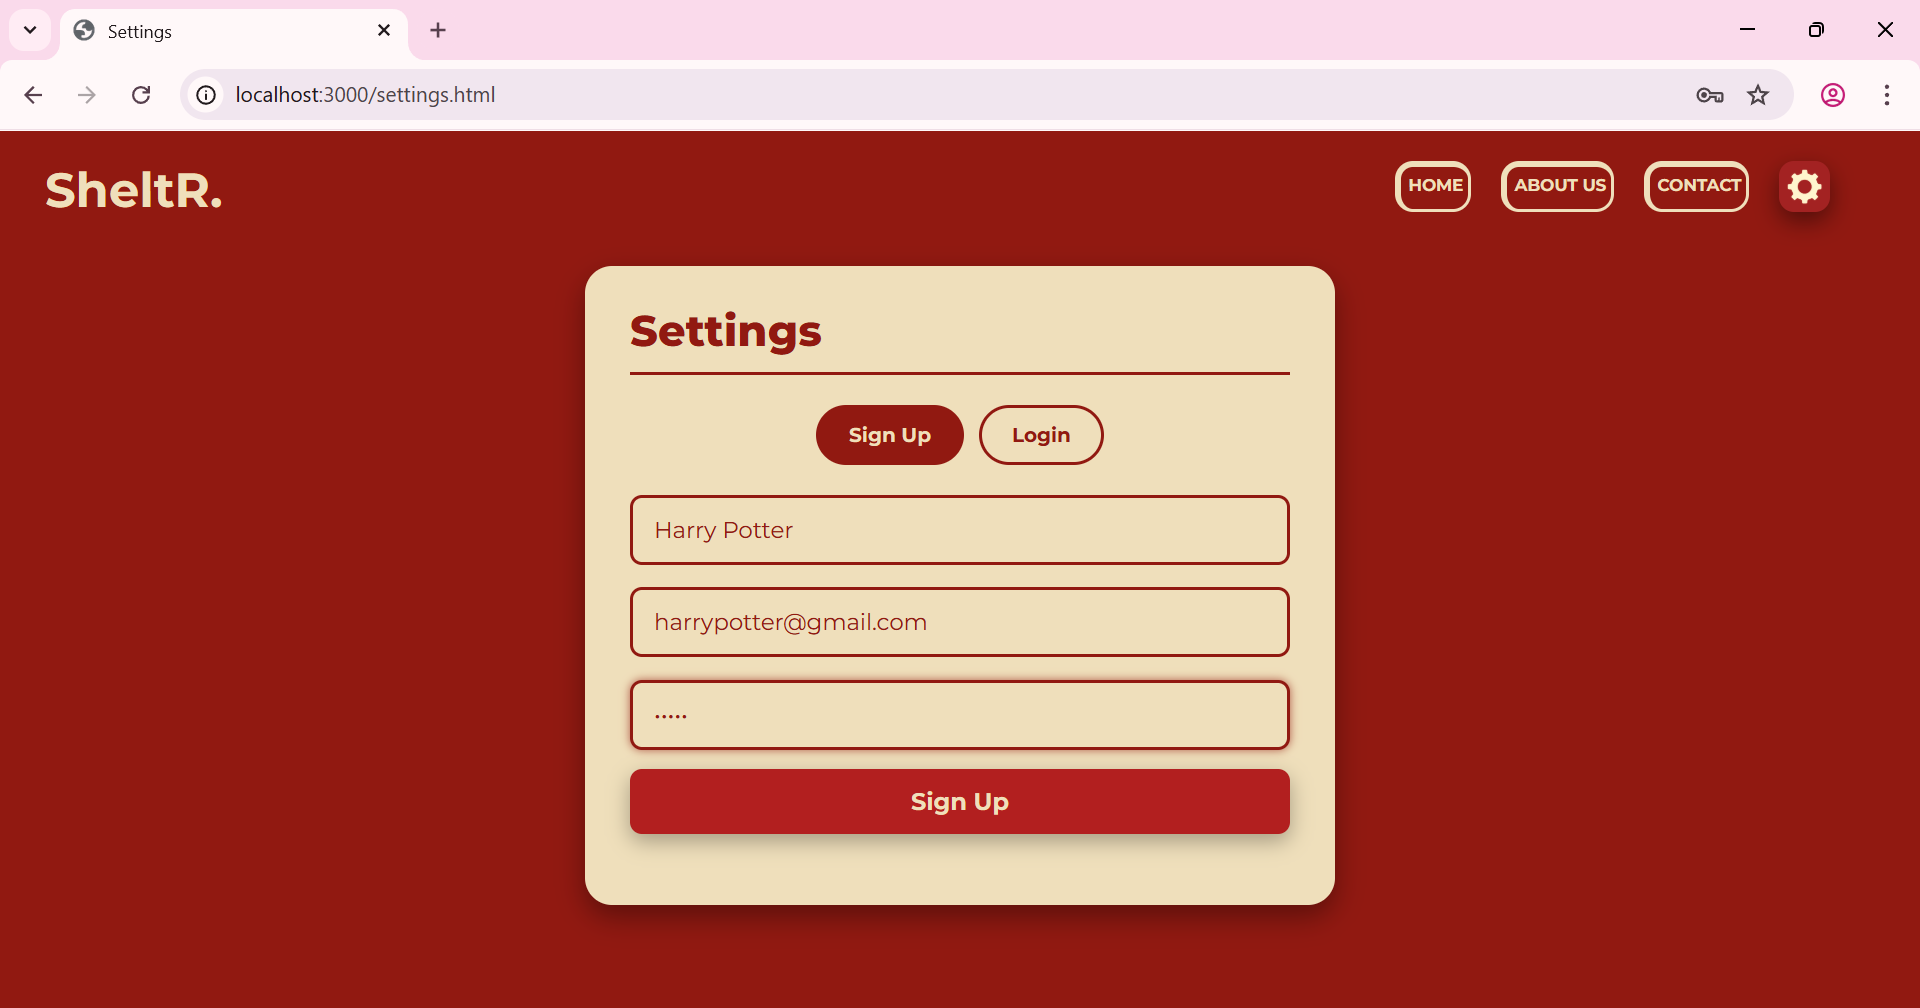 Settings
localhost:3000/settings.html
SheltR.
HOME
ABOUT US
CONTACT
Settings
Sign Up
Login
Harry Potter
harrypotter@gmail.com
•••••
Sign Up